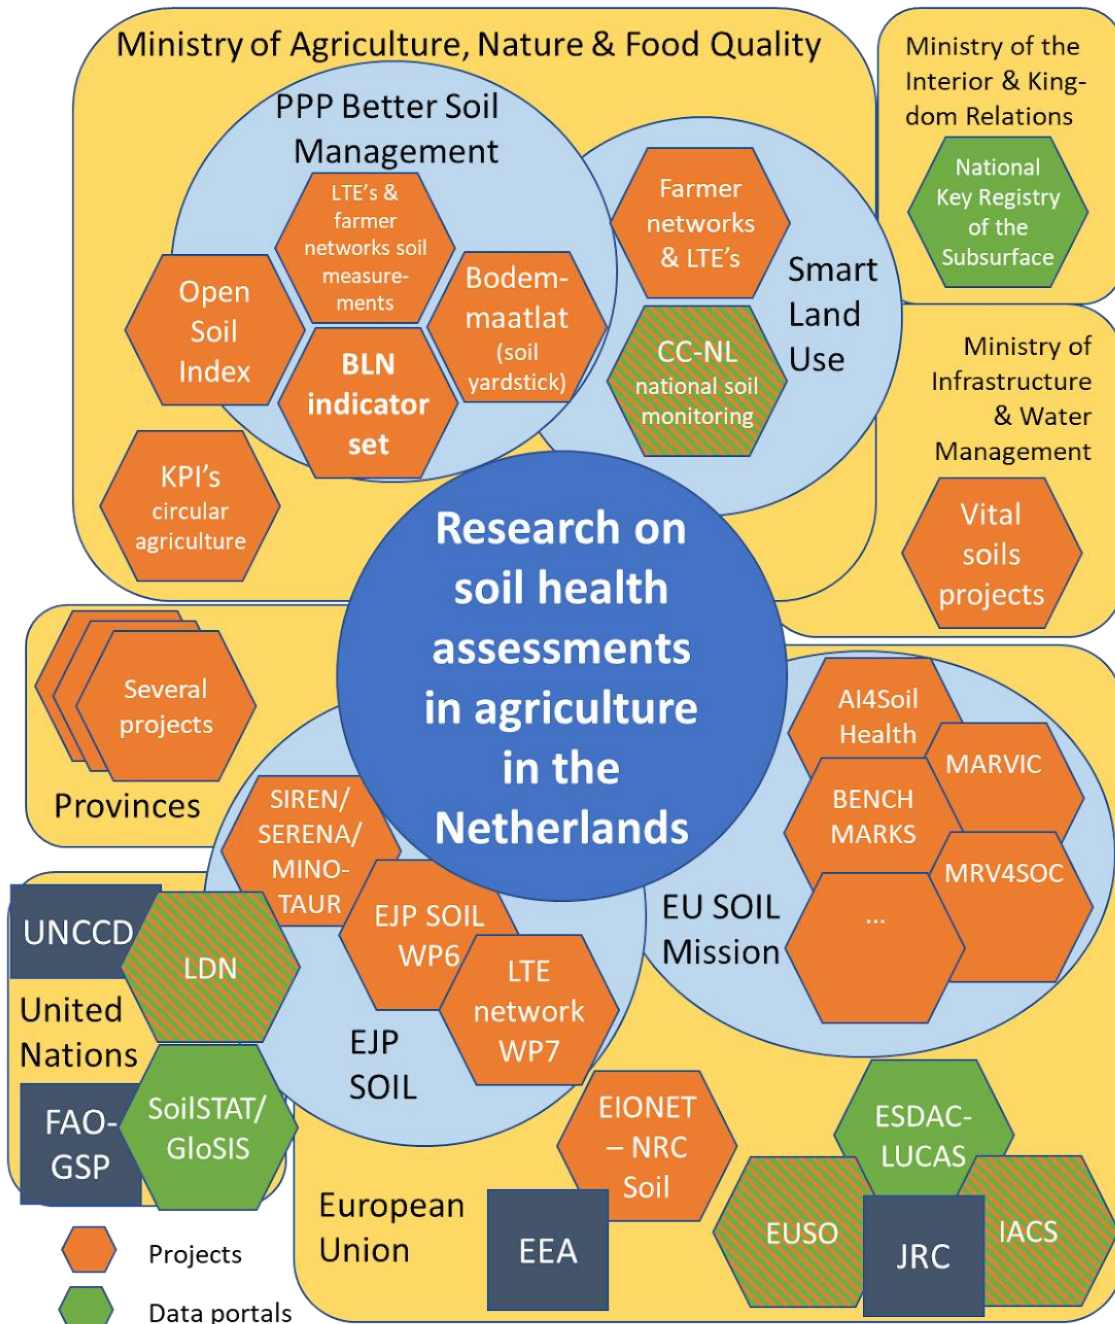 Ministry of Agriculture, Nature & Food Quality
PPP Better Soil
Management
LTE's &
farmer
networks soil
measure-
ments
Open
Soil
Index
Bodem-
maatlat
(soil
yardstick)
BLN
indicator
set
KPI's
circular
agriculture
Farmer
networks
& LTE's
Smart
Land
Use
CC-NL
national soil
monitoring
Ministry of the
Interior & King-
dom Relations
National
Key Registry
of the
Subsurface
Ministry of
Infrastructure
& Water
Management
Vital
soils
projects
Research on
soil health
assessments
in agriculture
in the
Netherlands
Several
projects
Provinces
SIREN/
SERENA/
MINO-
TAUR
EJP SOIL
WP6
LTE
network
WP7
EJP
SOIL
AI4Soil
Health
MARVIC
BENCH
MARKS
MRV4SOC
...
EU SOIL
Mission
UNCCD
LDN
United
Nations
FAO-
GSP
SoilSTAT/
GloSIS
EIONET
– NRC
Soil
European
Union
EEA
ESDAC-
LUCAS
EUSO
JRC
IACS
Projects
Data portals